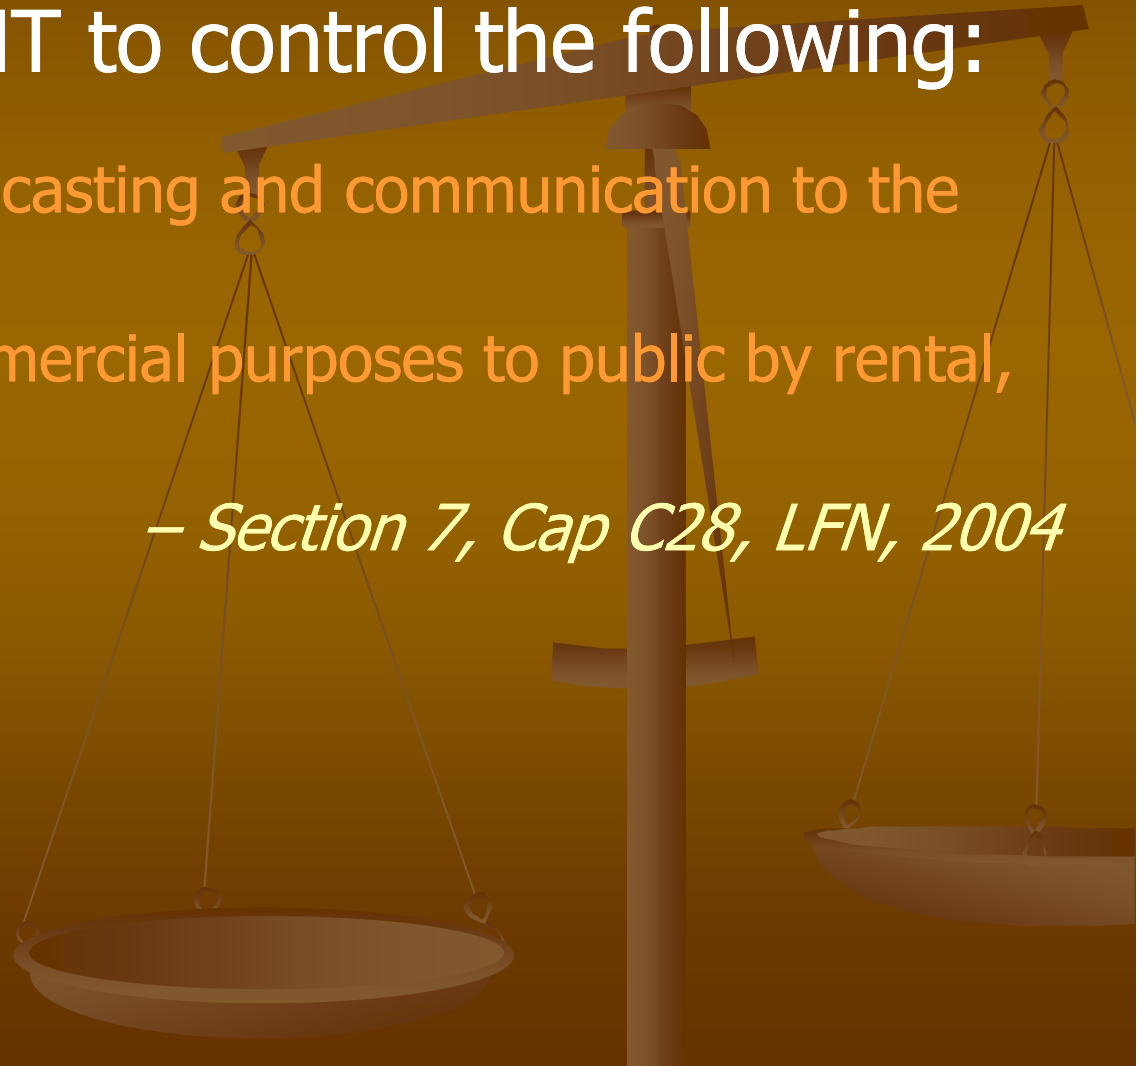 IT to control the following:
casting and communication to the
mercial purposes to public by rental,
– Section 7, Cap C28, LFN, 2004